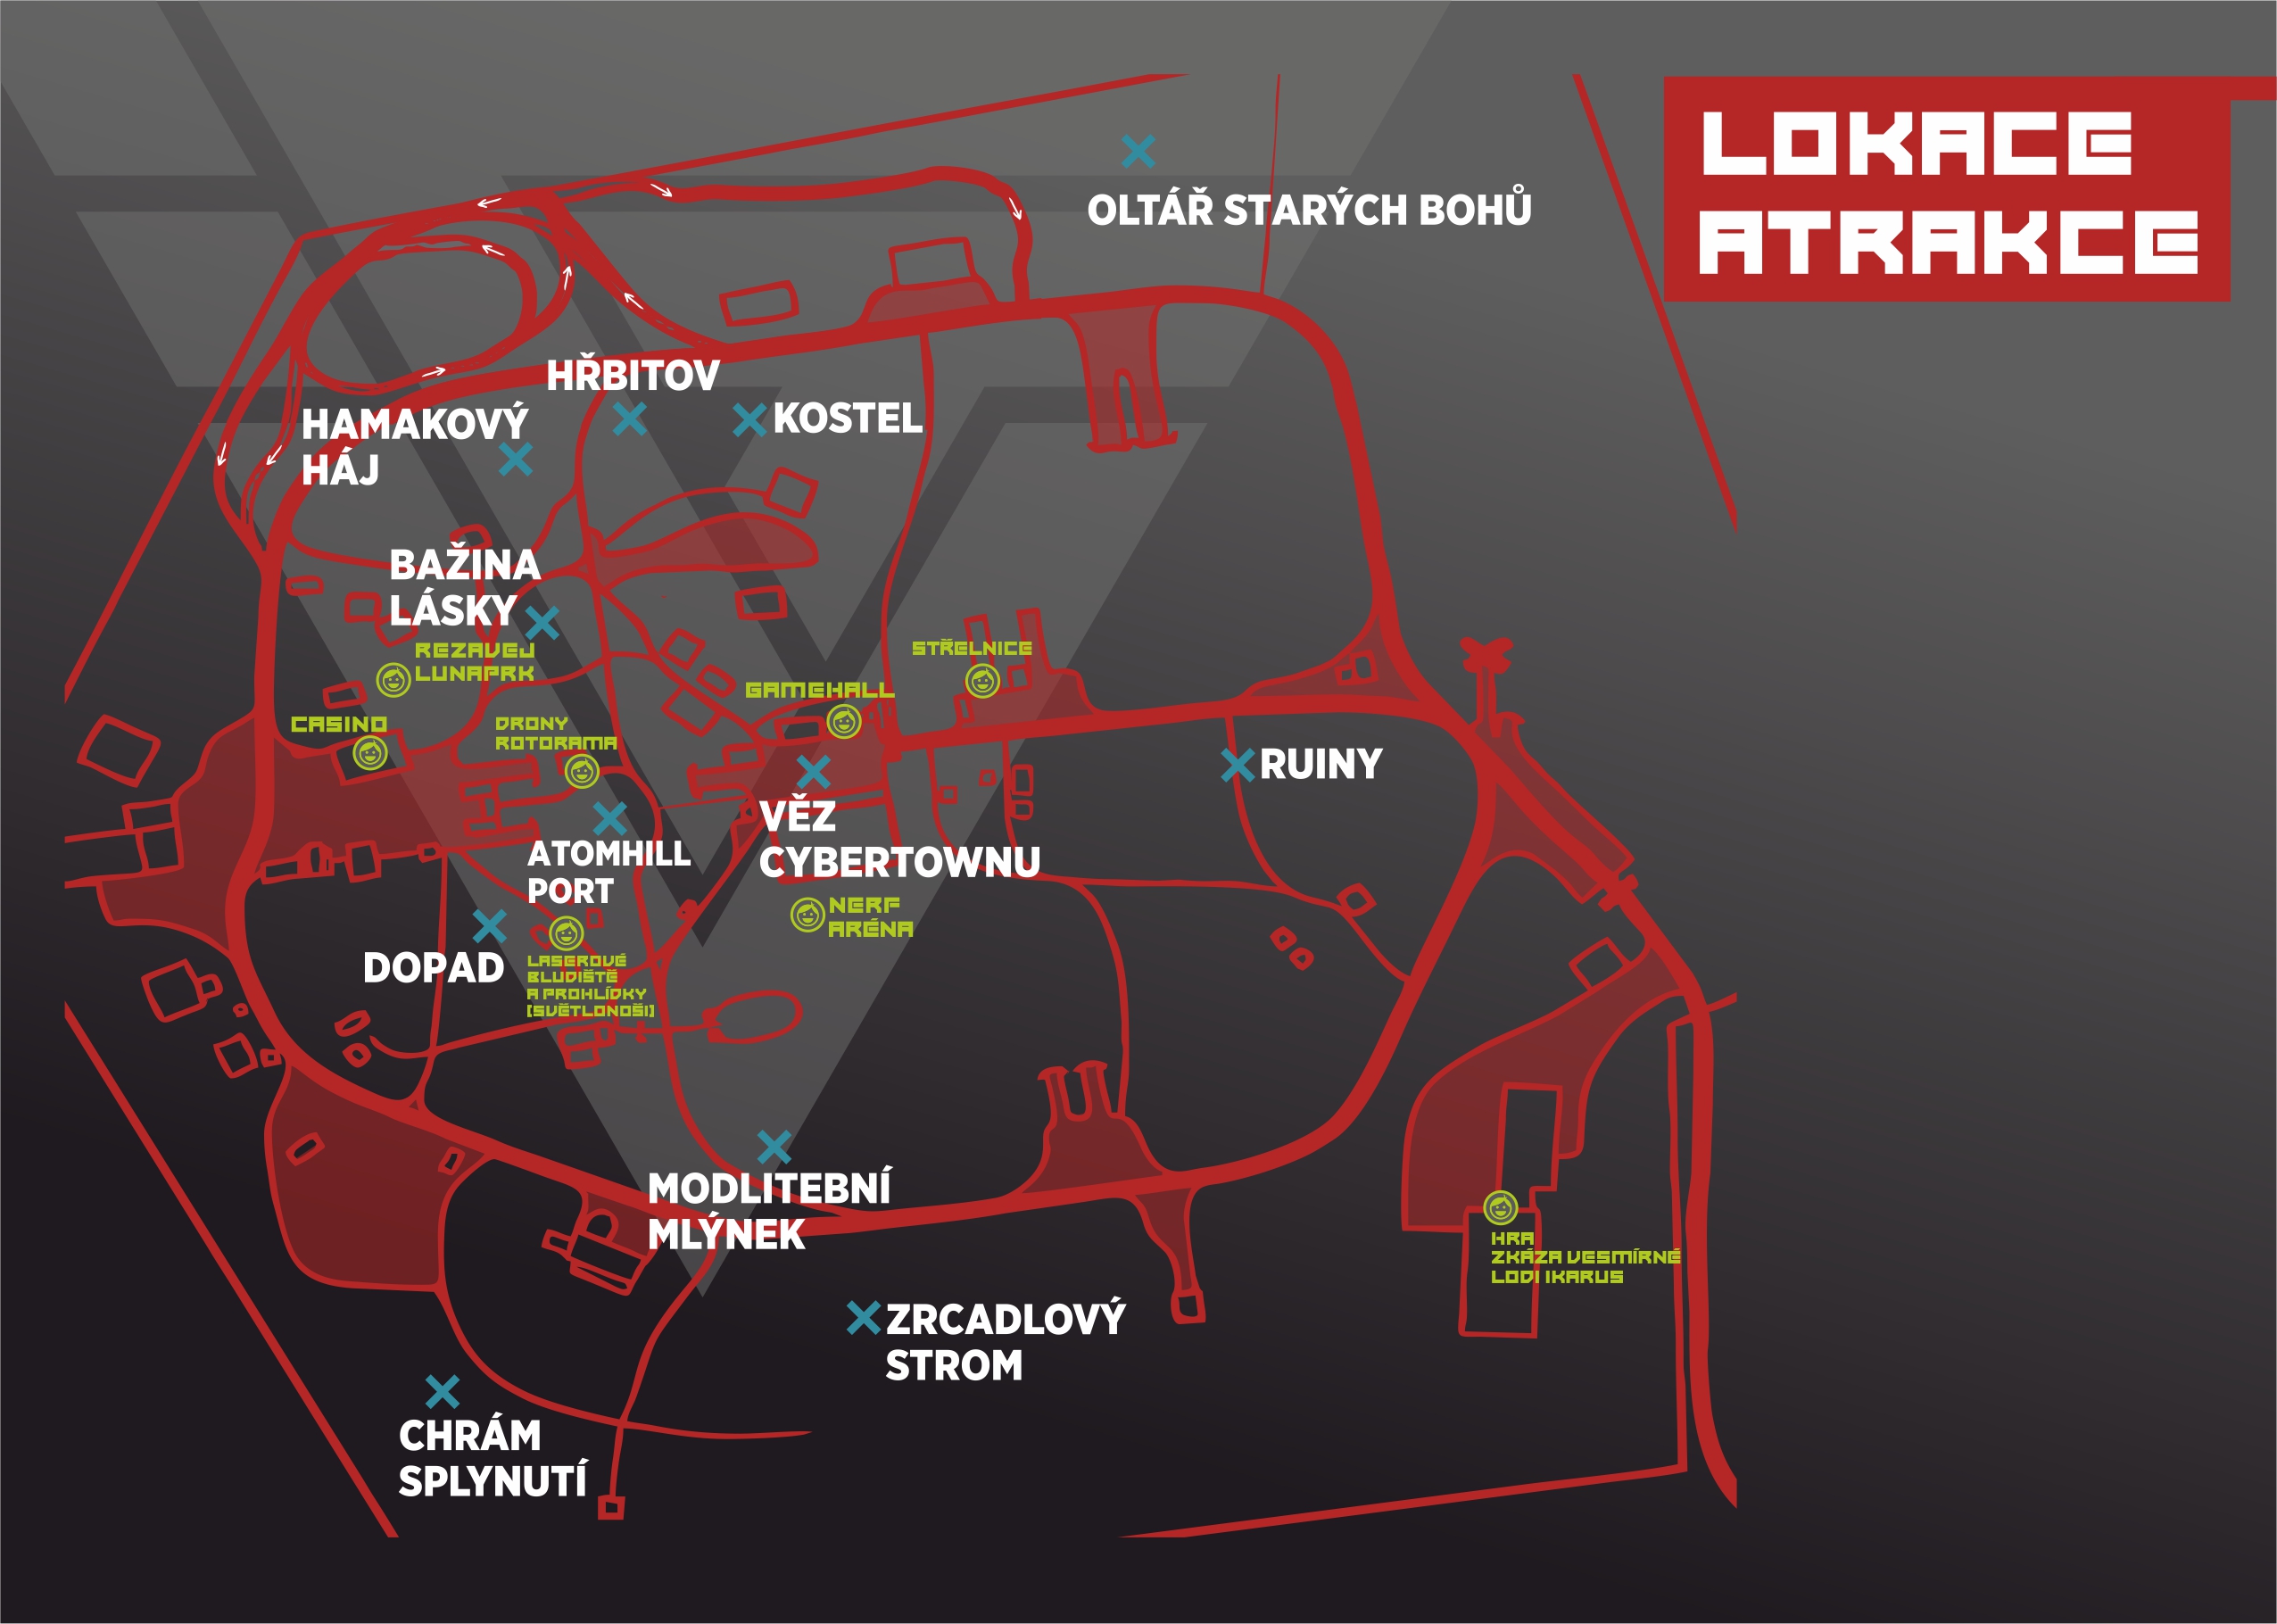 LOKACE
ATRAKCE
OLTÁŘ STARÝCH BOHŮ
HŘBITOV
KOSTEL
HAMAKOVÝ
HÁJ
BAŽINA
LÁSKY
REZAVEJ
LUNAPRK
STŘELNICE
GAMEHALL
CASINO
DRONY
ROTORAMA
RUINY
VĚZ
CYBERTOWNU
ATOMHILL
PORT
NERF
ARÉNA
DOPAD
LASEROVÉ
BLUDIŠTĚ
A PROHLÍDKY
(SVĚTLONOŠI)
MODLITEBNÍ
MLÝNEK
HRA
ZKÁZA VESMÍRNÉ
LODI IKARUS
ZRCADLOVÝ
STROM
CHRÁM
SPLYNUTÍ